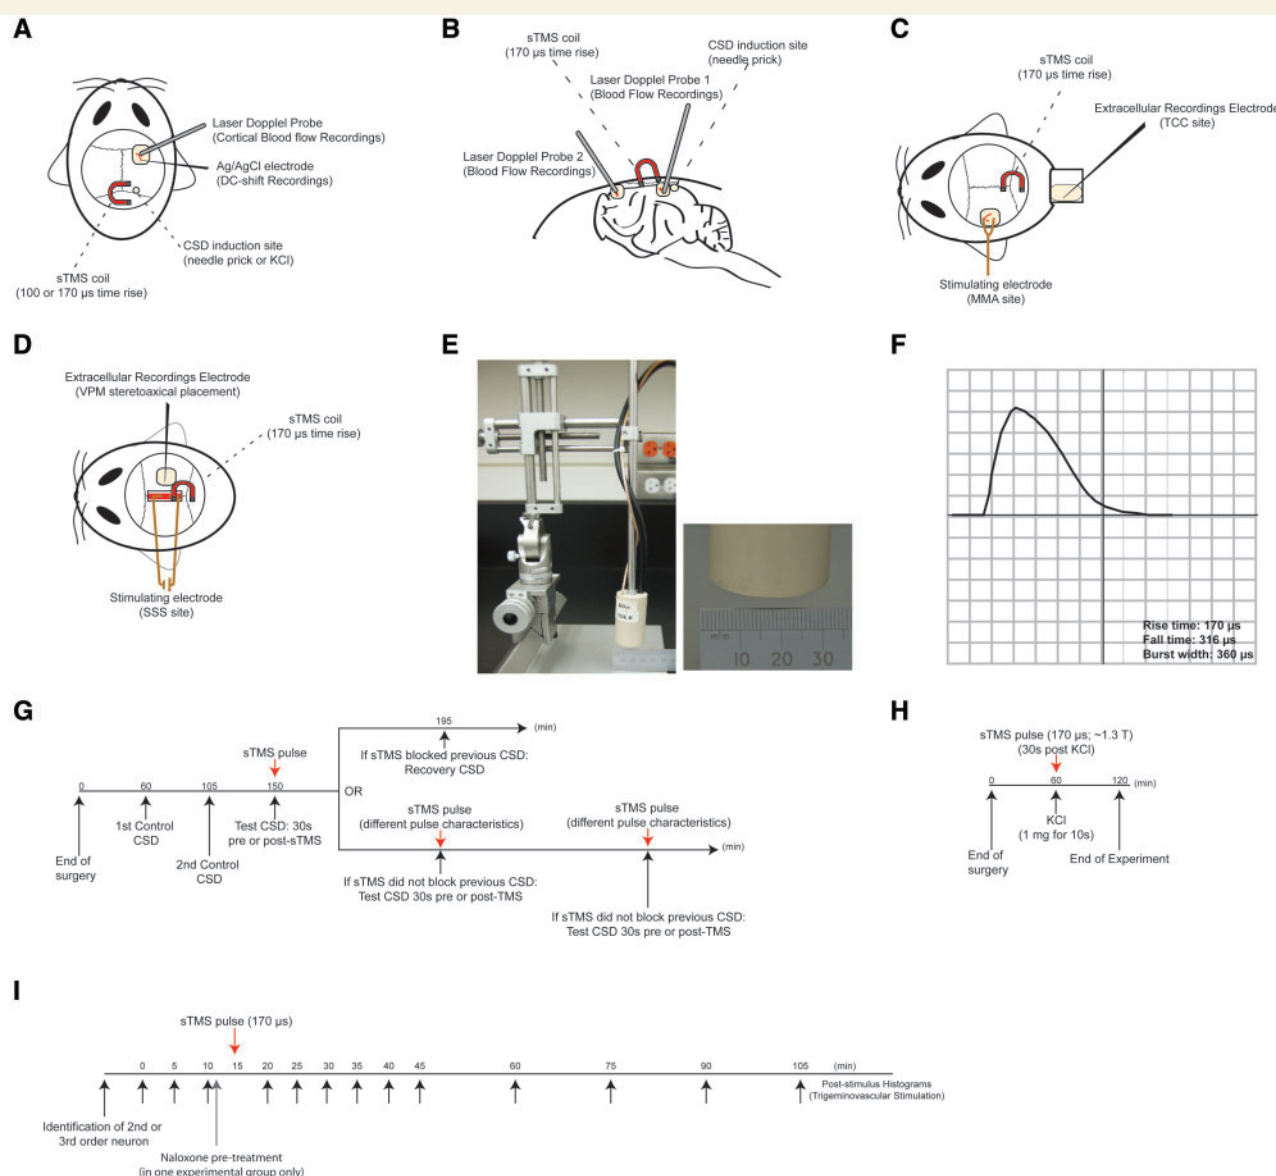 A
Laser Dopplel Probe
(Cortical Blood flow Recordings)
Ag/AgCl electrode
(DC-shift Recordings)
CSD induction site
(needle prick or KCl)
sTMS coil
(100 or 170 µs time rise)
B
sTMS coil
(170 µs time rise)
CSD induction site
(needle prick)
Laser Dopplel Probe 1
(Blood Flow Recordings)
Laser Dopplel Probe 2
(Blood Flow Recordings)
C
sTMS coil
(170 µs time rise)
Extracellular Recordings Electrode
(TCC site)
Stimulating electrode
(MMA site)
D
Extracellular Recordings Electrode
(VPM steretoaxical placement)
sTMS coil
(170 µs time rise)
Stimulating electrode
(SSS site)
E
m/m
10 20 30
F
Rise time: 170 µs
Fall time: 316 µs
Burst width: 360 µs
G
sTMS pulse
0 60 105 150
End of
surgery
1st Control
CSD
2nd Control
CSD
Test CSD: 30s
pre or post-sTMS
OR
195
(min)
If sTMS blocked previous CSD:
Recovery CSD
sTMS pulse
(different pulse characteristics)
sTMS pulse
(different pulse characteristics)
(min)
If sTMS did not block previous CSD:
Test CSD 30s pre or post-TMS
If sTMS did not block previous CSD:
Test CSD 30s pre or post-TMS
H
sTMS pulse (170 µs; ~1.3 T)
(30s post KCl)
0 60 120 (min)
End of
surgery
KCl
(1 mg for 10s)
End of Experiment
I
sTMS pulse (170 µs)
0 5 10 15 20 25 30 35 40 45 60 75 90 105 (min)
Post-stimulus Histograms
(Trigeminovascular Stimulation)
Identification of 2nd or
3rd order neuron
Naloxone pre-treatment
(in one experimental group only)